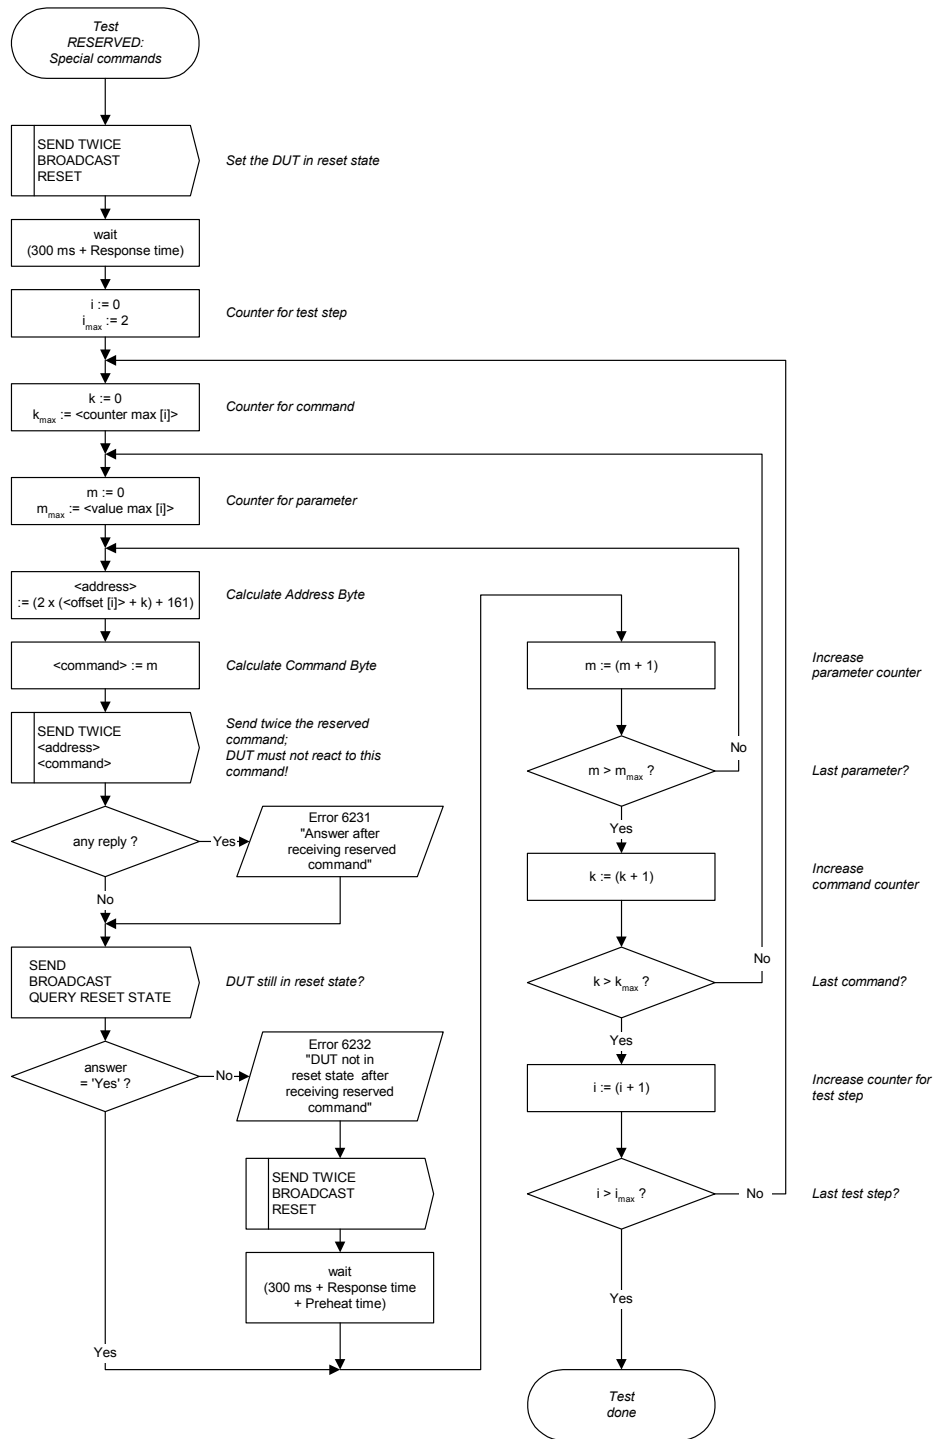 Test
RESERVED:
Special commands
SEND TWICE
BROADCAST
RESET
Set the DUT in reset state
wait
(300 ms + Response time)
i := 0
imax := 2
Counter for test step
k := 0
kmax := <counter max [i]>
Counter for command
m := 0
mmax := <value max [i]>
Counter for parameter
<address>
:= (2 x (<offset [i]> + k) + 161)
Calculate Address Byte
<command> := m
Calculate Command Byte
SEND TWICE
<address>
<command>
Send twice the reserved
command;
DUT must not react to this
command!
any reply ?
Yes
Error 6231
"Answer after
receiving reserved
command"
No
SEND
BROADCAST
QUERY RESET STATE
DUT still in reset state?
answer
= 'Yes' ?
No
Error 6232
"DUT not in
reset state after
receiving reserved
command"
SEND TWICE
BROADCAST
RESET
wait
(300 ms + Response time
+ Preheat time)
Yes
m := (m + 1)
Increase
parameter counter
m > mmax ?
No
Last parameter?
Yes
k := (k + 1)
Increase
command counter
k > kmax ?
No
Last command?
Yes
i := (i + 1)
Increase counter for
test step
i > imax ?
No
Last test step?
Yes
Test
done